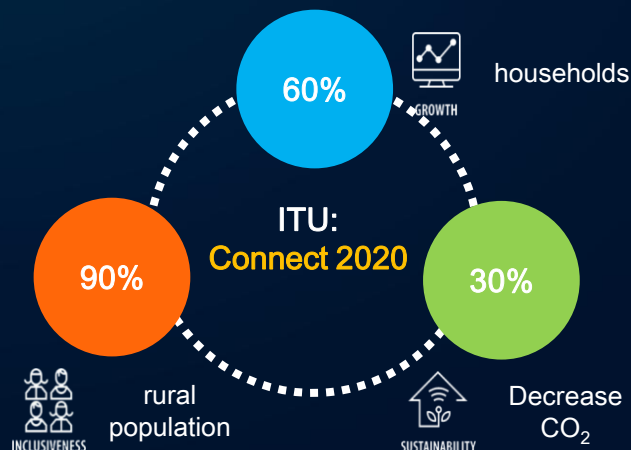 60%
GROWTH
households
ITU:
Connect 2020
90%
30%
INCLUSIVENESS
rural
population
SUSTAINABILITY
Decrease
CO₂